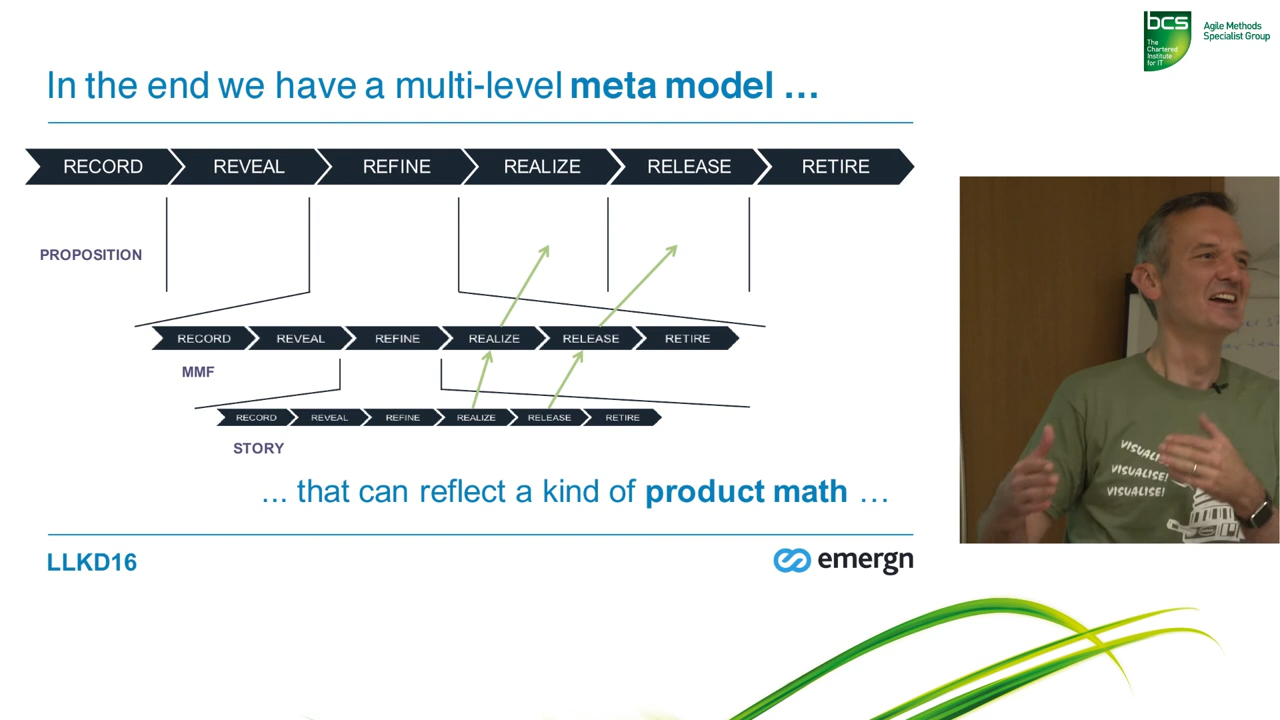 bcs
The
Chartered
Institute
for IT
Agile Methods
Specialist Group
In the end we have a multi-level meta model ...
RECORD REVEAL REFINE REALIZE RELEASE RETIRE
PROPOSITION
RECORD REVEAL REFINE REALIZE RELEASE RETIRE
MMF
RECORD REVEAL REFINE REALIZE RELEASE RETIRE
STORY
... that can reflect a kind of product math ...
LLKD16
emergn
VISUALISE!
VISUALISE!